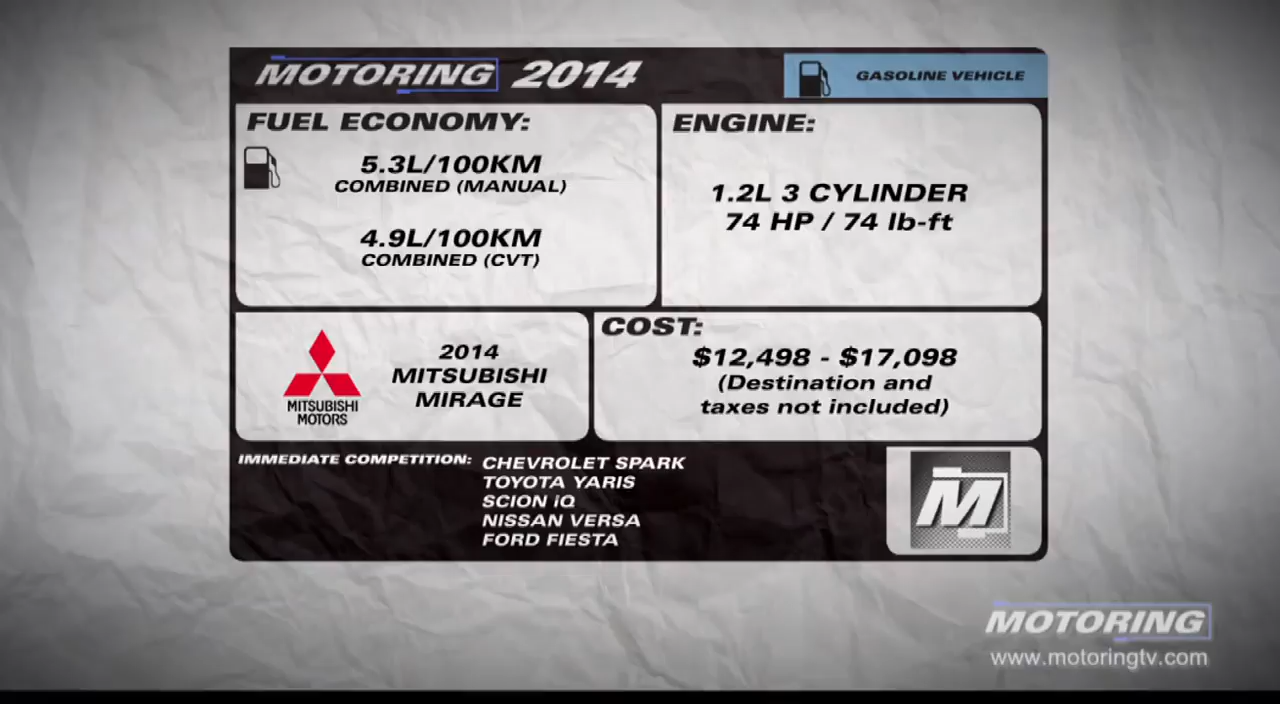 MOTORING 2014
GASOLINE VEHICLE
FUEL ECONOMY:
5.3L/100KM
COMBINED (MANUAL)
4.9L/100KM
COMBINED (CVT)
ENGINE:
1.2L 3 CYLINDER
74 HP / 74 lb-ft
MITSUBISHI
MOTORS
2014
MITSUBISHI
MIRAGE
COST:
$12,498 - $17,098
(Destination and
taxes not included)
IMMEDIATE COMPETITION:
CHEVROLET SPARK
TOYOTA YARIS
SCION iQ
NISSAN VERSA
FORD FIESTA
M
MOTORING
www.motoringtv.com